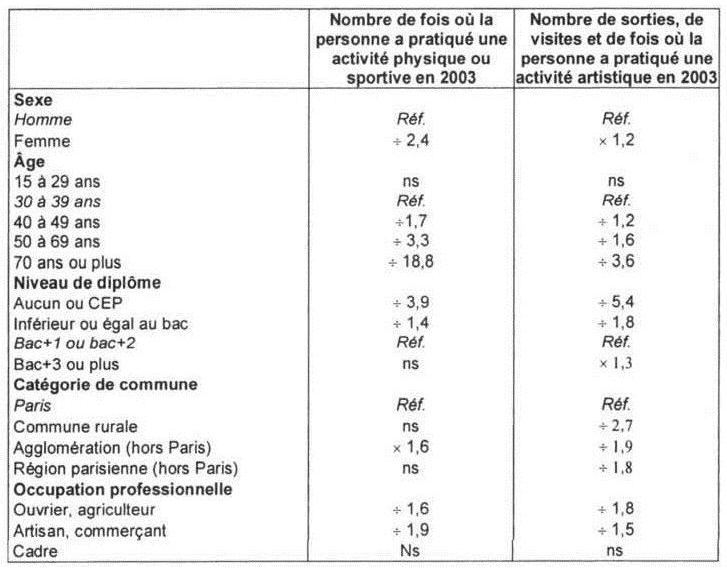 Nombre de fois où la personne a pratiqué une activité physique ou sportive en 2003 | Nombre de sorties, de visites et de fois où la personne a pratiqué une activité artistique en 2003
Sexe
Homme Réf. Réf.
Femme ÷ 2,4 × 1,2
Âge
15 à 29 ans ns ns
30 à 39 ans Réf. Réf.
40 à 49 ans ÷1,7 ÷ 1,2
50 à 69 ans ÷ 3,3 ÷ 1,6
70 ans ou plus ÷ 18,8 ÷ 3,6
Niveau de diplôme
Aucun ou CEP ÷ 3,9 ÷ 5,4
Inférieur ou égal au bac ÷ 1,4 ÷ 1,8
Bac+1 ou bac+2 Réf. Réf.
Bac+3 ou plus ns × 1,3
Catégorie de commune
Paris Réf. Réf.
Commune rurale ns ÷ 2,7
Agglomération (hors Paris) × 1,6 ÷ 1,9
Région parisienne (hors Paris) ns ÷ 1,8
Occupation professionnelle
Ouvrier, agriculteur ÷ 1,6 ÷ 1,8
Artisan, commerçant ÷ 1,9 ÷ 1,5
Cadre Ns ns